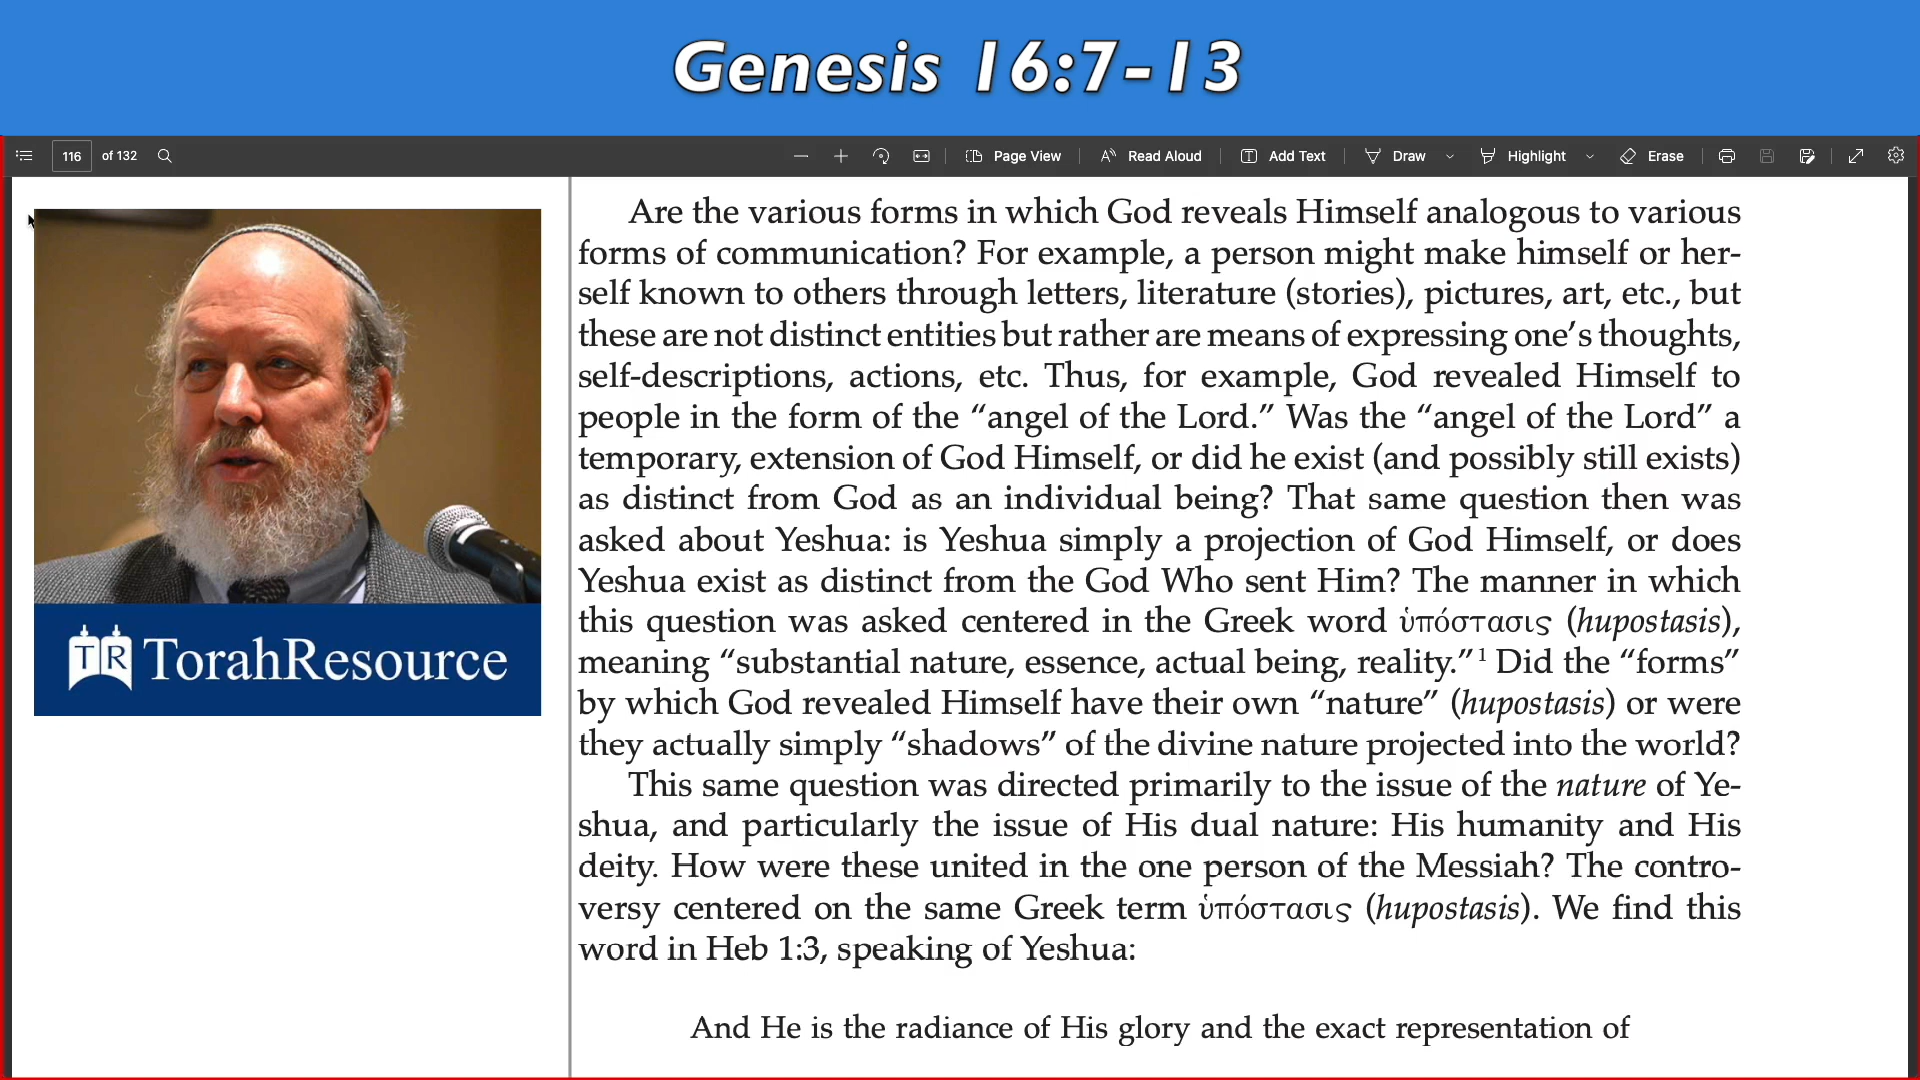 Genesis 16:7-13
116 of 132 Page View Read Aloud Add Text Draw Highlight Erase
TR TorahResource
Are the various forms in which God reveals Himself analogous to various
forms of communication? For example, a person might make himself or her-
self known to others through letters, literature (stories), pictures, art, etc., but
these are not distinct entities but rather are means of expressing one’s thoughts,
self-descriptions, actions, etc. Thus, for example, God revealed Himself to
people in the form of the “angel of the Lord.” Was the “angel of the Lord” a
temporary, extension of God Himself, or did he exist (and possibly still exists)
as distinct from God as an individual being? That same question then was
asked about Yeshua: is Yeshua simply a projection of God Himself, or does
Yeshua exist as distinct from the God Who sent Him? The manner in which
this question was asked centered in the Greek word ὑπόστασις (hupostasis),
meaning “substantial nature, essence, actual being, reality.”¹ Did the “forms”
by which God revealed Himself have their own “nature” (hupostasis) or were
they actually simply “shadows” of the divine nature projected into the world?
This same question was directed primarily to the issue of the nature of Ye-
shua, and particularly the issue of His dual nature: His humanity and His
deity. How were these united in the one person of the Messiah? The contro-
versy centered on the same Greek term ὑπόστασις (hupostasis). We find this
word in Heb 1:3, speaking of Yeshua:
And He is the radiance of His glory and the exact representation of